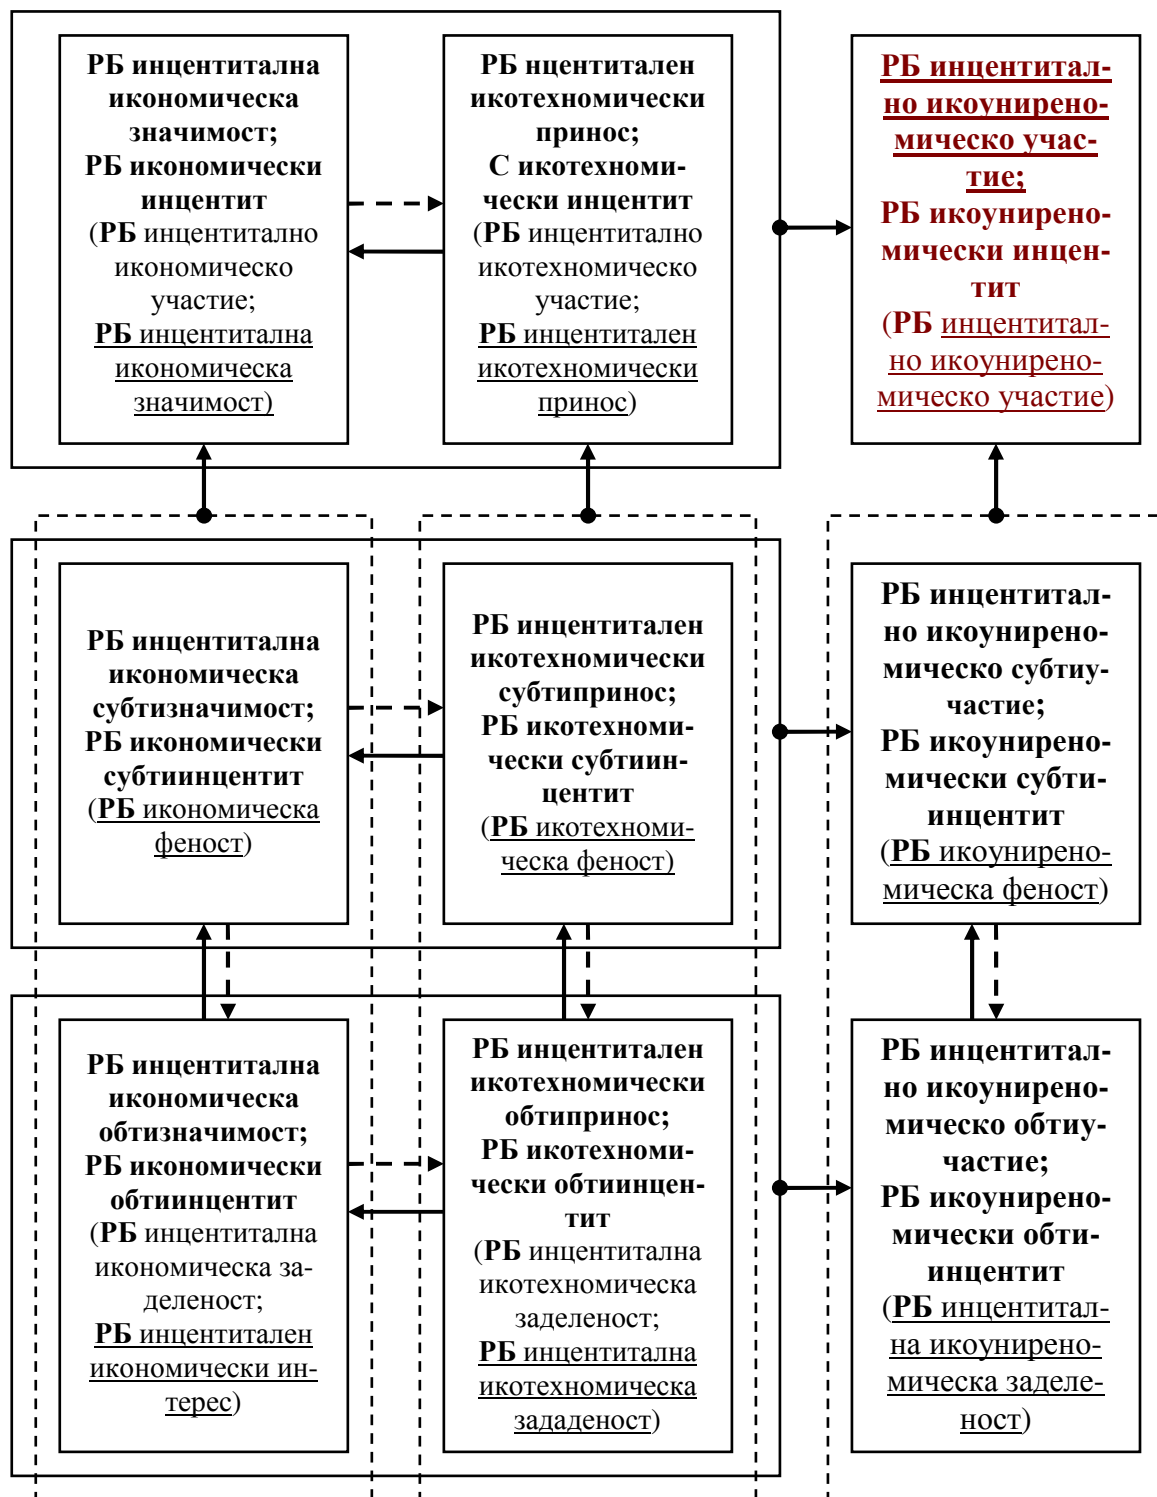 РБ инцентитална
икономическа
значимост;
РБ икономически
инцентит
(РБ инцентитално
икономическо
участие;
РБ инцентитална
икономическа
значимост)
РБ нцентитален
икотехномически
принос;
С икотехноми-
чески инцентит
(РБ инцентитално
икотехномическо
участие;
РБ инцентитален
икотехномически
принос)
РБ инцентитал-
но икоунирено-
мическо учас-
тие;
РБ икоунирено-
мически инцен-
тит
(РБ инцентитал-
но икоунирено-
мическо участие)
РБ инцентитална
икономическа
субтизначимост;
РБ икономически
субтиинцентит
(РБ икономическа
феност)
РБ инцентитален
икотехномически
субтипринос;
РБ икотехноми-
чески субтиин-
центит
(РБ икотехноми-
ческа феност)
РБ инцентитал-
но икоунирено-
мическо субтиу-
частие;
РБ икоунирено-
мически субти-
инцентит
(РБ икоунирено-
мическа феност)
РБ инцентитална
икономическа
обтизначимост;
РБ икономически
обтиинцентит
(РБ инцентитална
икономическа за-
деленост;
РБ инцентитален
икономически ин-
терес)
РБ инцентитален
икотехномически
обтипринос;
РБ икотехноми-
чески обтиинцен-
тит
(РБ инцентитална
икотехномическа
заделеност;
РБ инцентитална
икотехномическа
зададеност)
РБ инцентитал-
но икоунирено-
мическо обтиу-
частие;
РБ икоунирено-
мически обти-
инцентит
(РБ инцентитал-
на икоунирено-
мическа заделе-
ност)